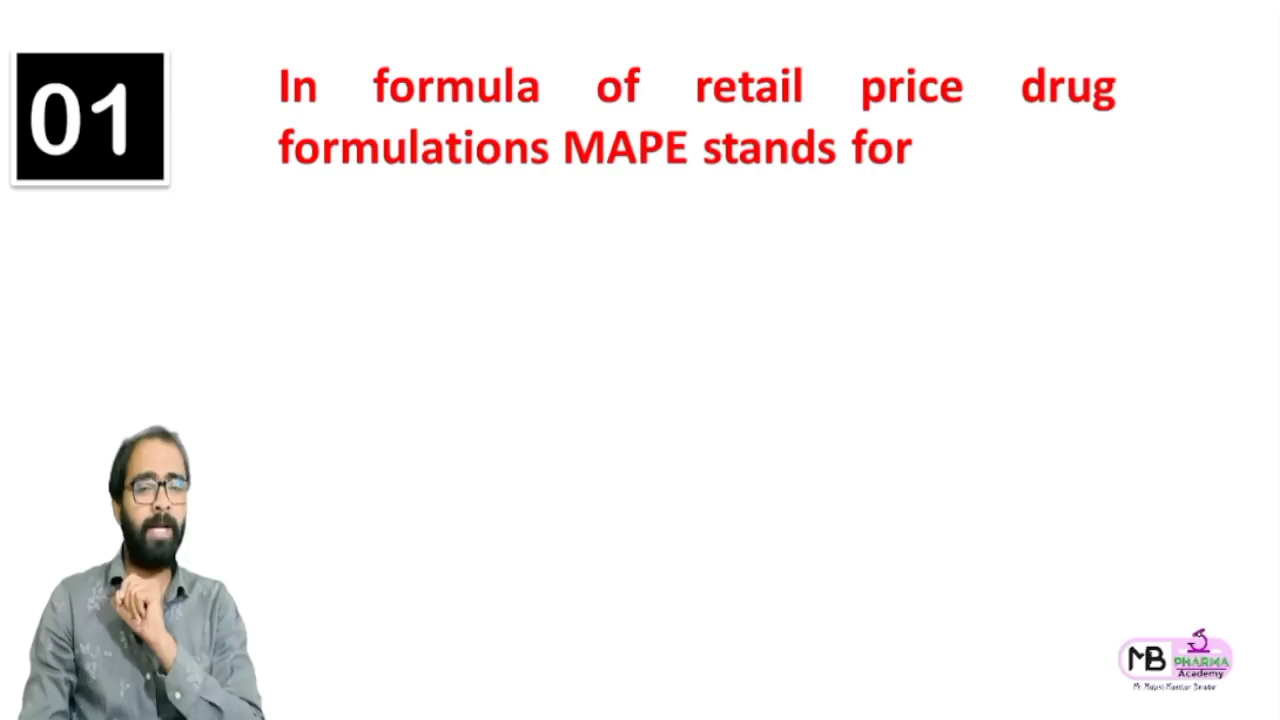 01
In formula of retail price drug
formulations MAPE stands for
MB
PHARMA
Academy